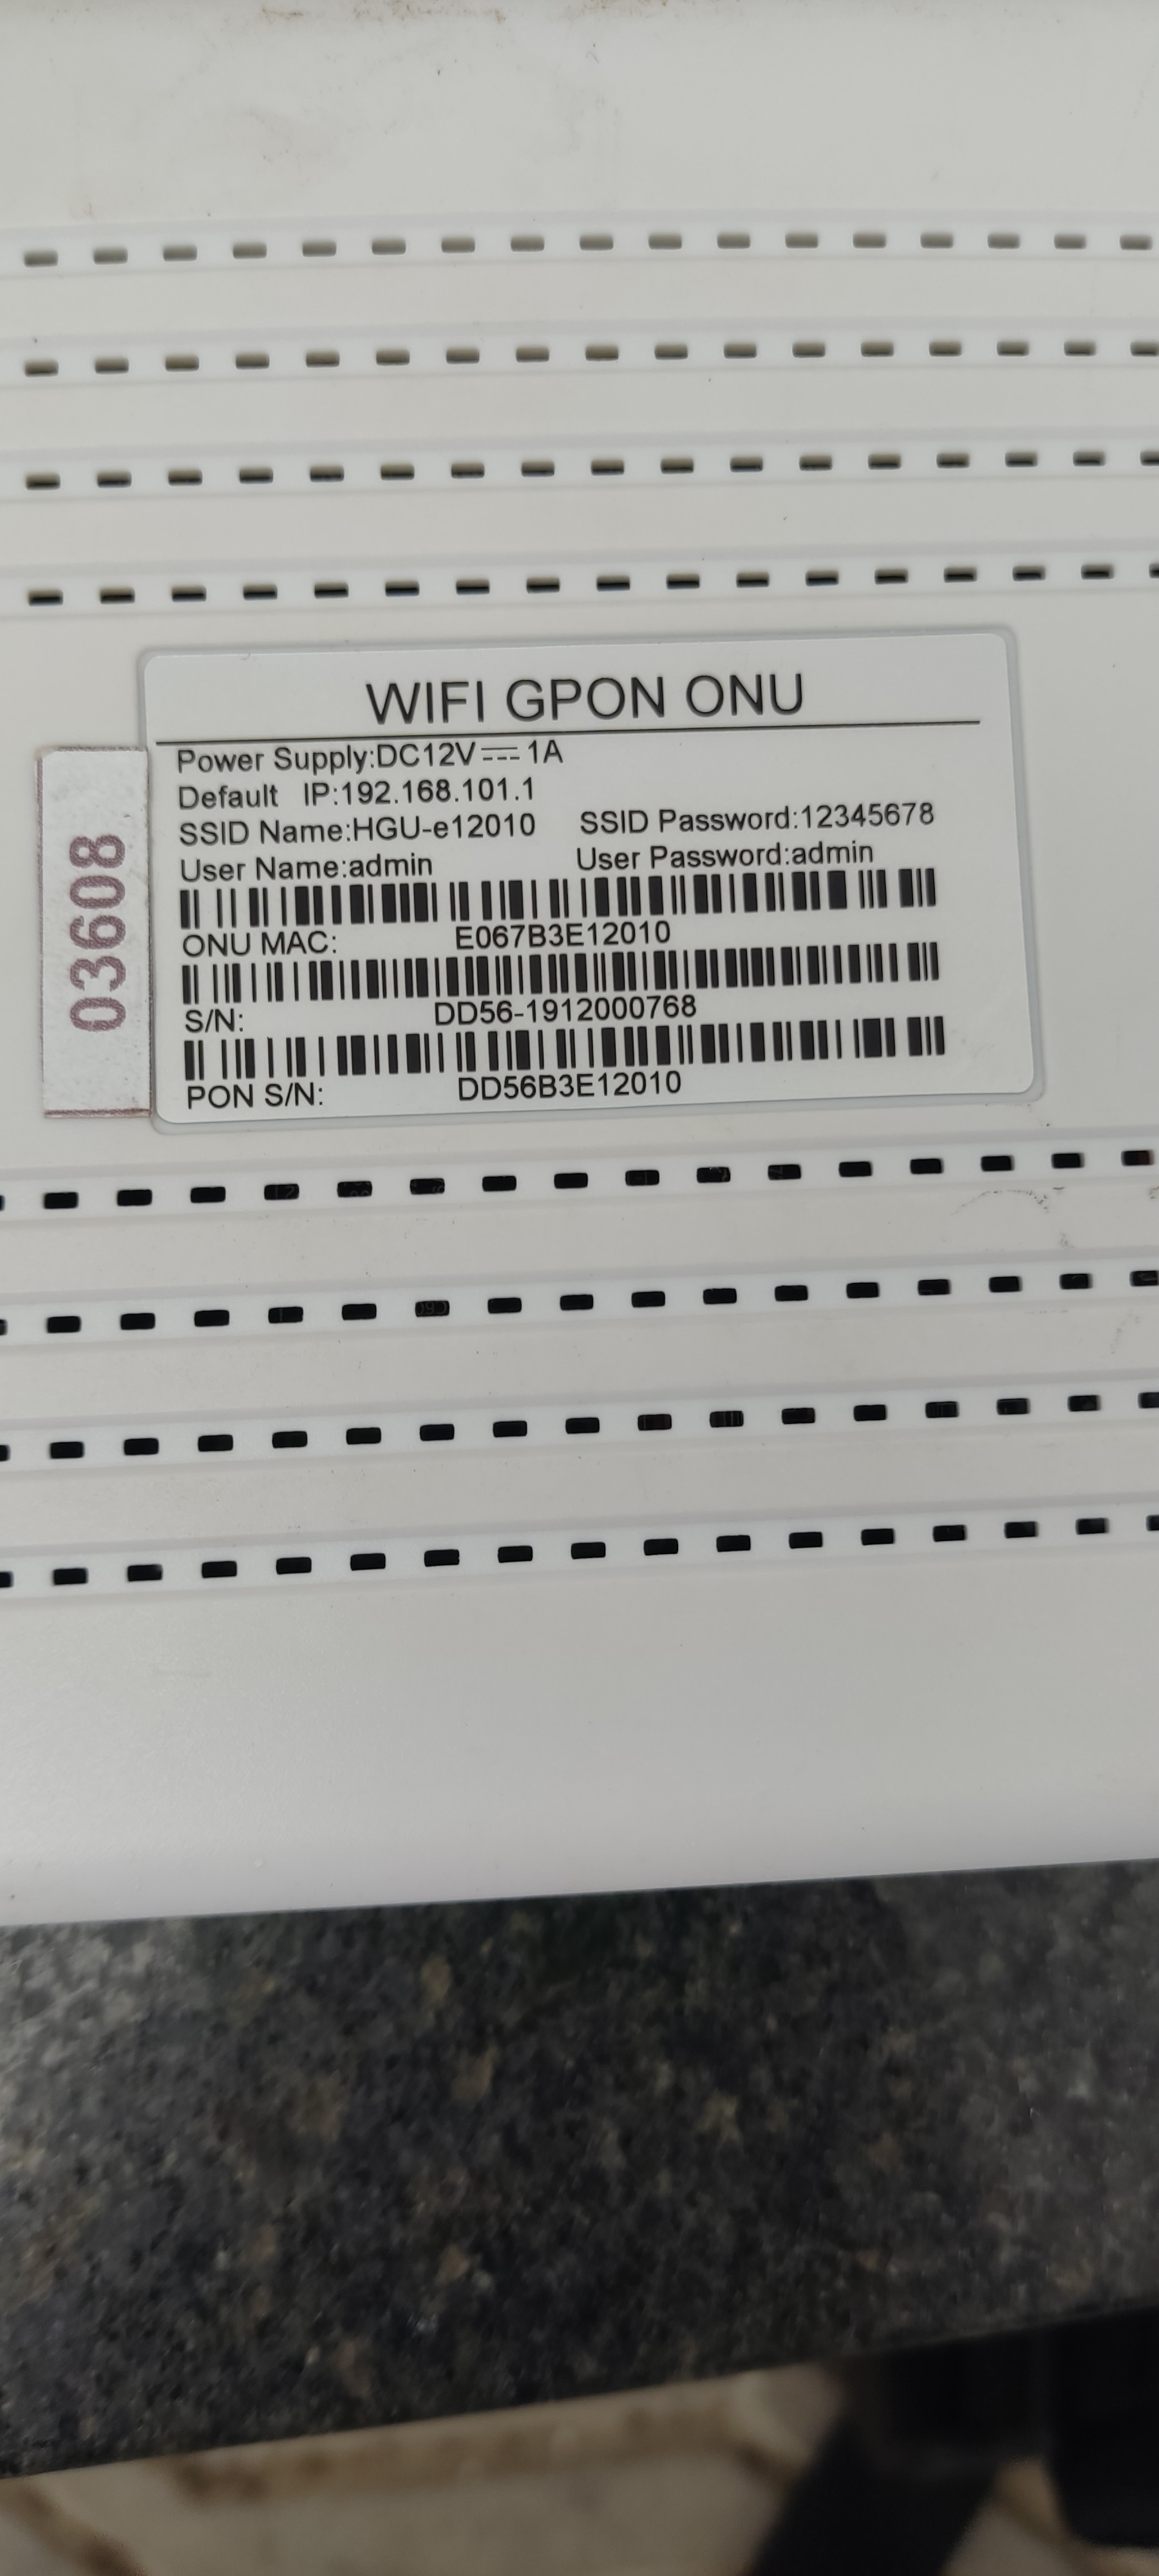 WIFI GPON ONU
Power Supply:DC12V⎓1A
Default IP:192.168.101.1
SSID Name:HGU-e12010 SSID Password:12345678
User Name:admin User Password:admin
ONU MAC: E067B3E12010
S/N: DD56-1912000768
PON S/N: DD56B3E12010
03608